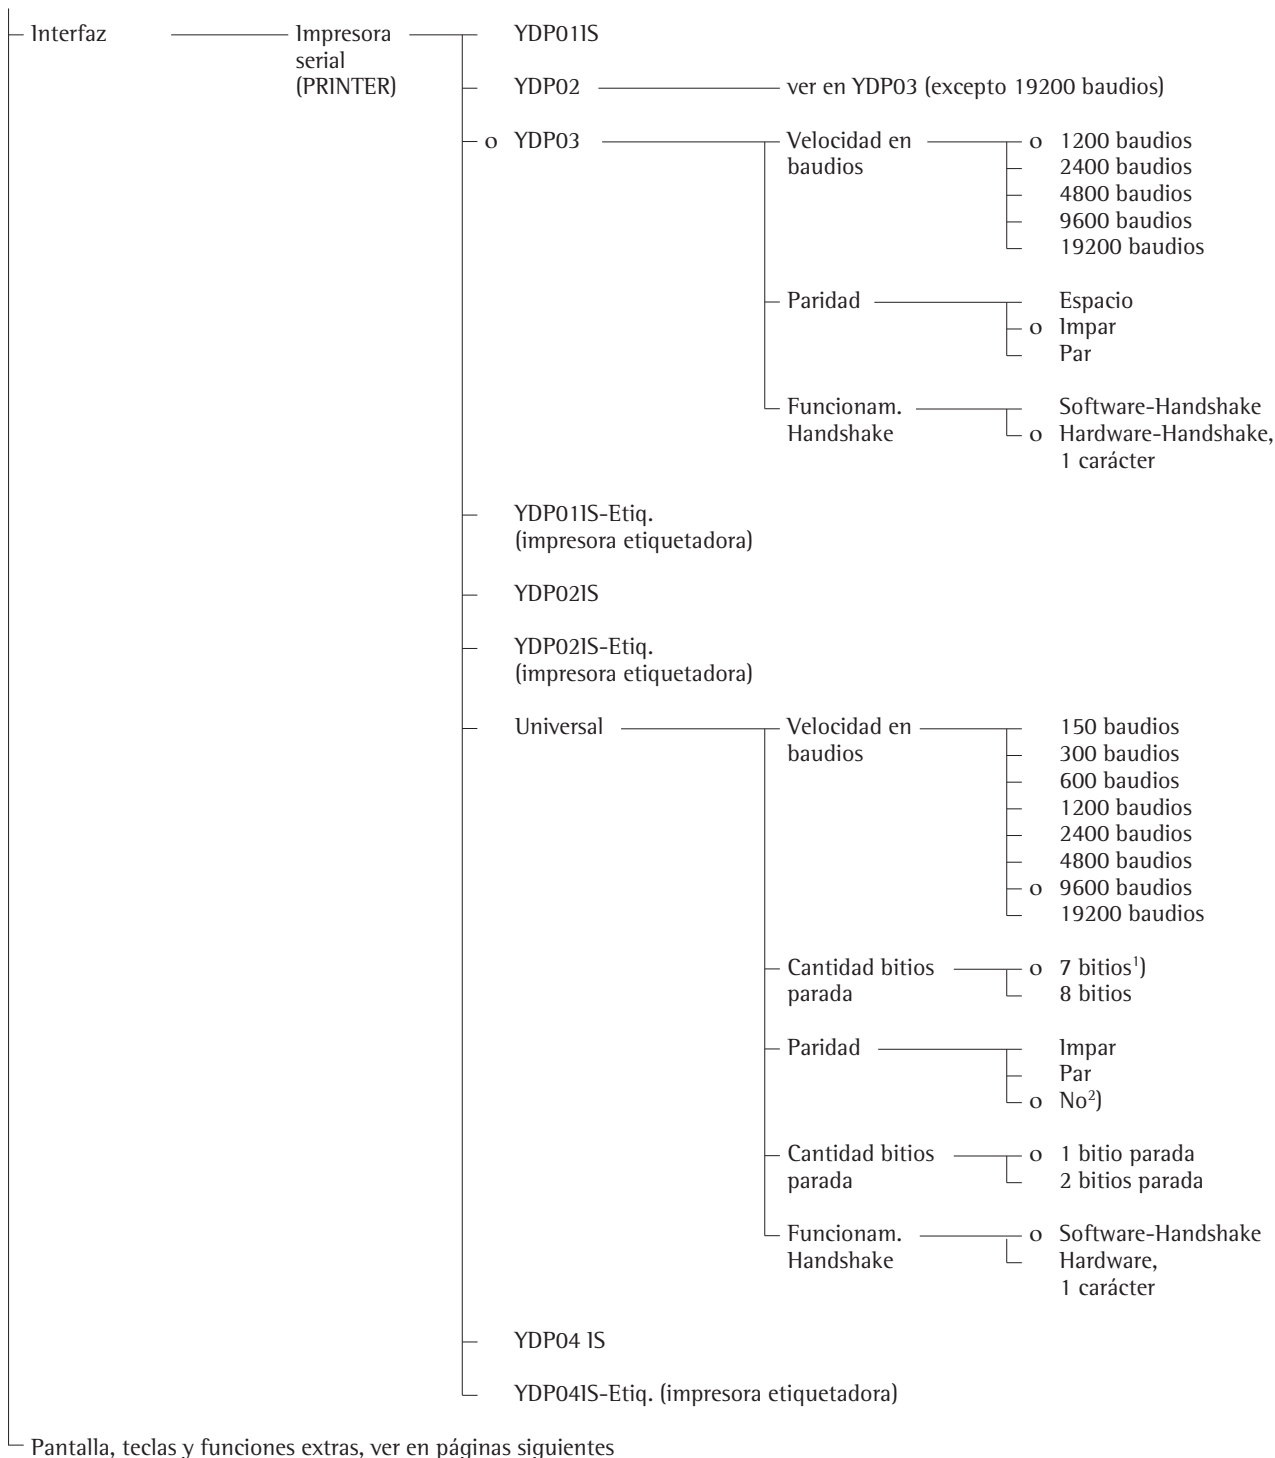 Interfaz Impresora serial (PRINTER) YDP01IS
YDP02 ver en YDP03 (excepto 19200 baudios)
o YDP03 Velocidad en baudios o 1200 baudios
2400 baudios
4800 baudios
9600 baudios
19200 baudios
Paridad Espacio
o Impar
Par
Funcionam. Handshake Software-Handshake
o Hardware-Handshake,
1 carácter
YDP01IS-Etiq.
(impresora etiquetadora)
YDP02IS
YDP02IS-Etiq.
(impresora etiquetadora)
Universal Velocidad en baudios 150 baudios
300 baudios
600 baudios
1200 baudios
2400 baudios
4800 baudios
o 9600 baudios
19200 baudios
Cantidad bitios parada o 7 bitios¹)
8 bitios
Paridad Impar
Par
o No²)
Cantidad bitios parada o 1 bitio parada
2 bitios parada
Funcionam. Handshake o Software-Handshake
Hardware,
1 carácter
YDP04 IS
YDP04IS-Etiq. (impresora etiquetadora)
Pantalla, teclas y funciones extras, ver en páginas siguientes